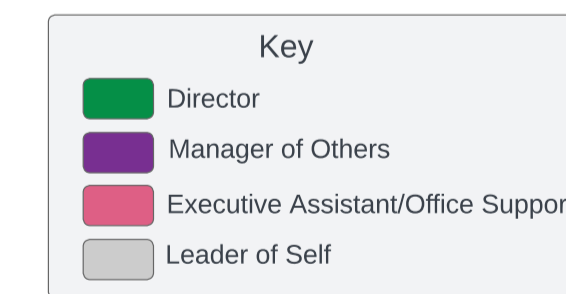 Key
Director
Manager of Others
Executive Assistant/Office Suppor
Leader of Self